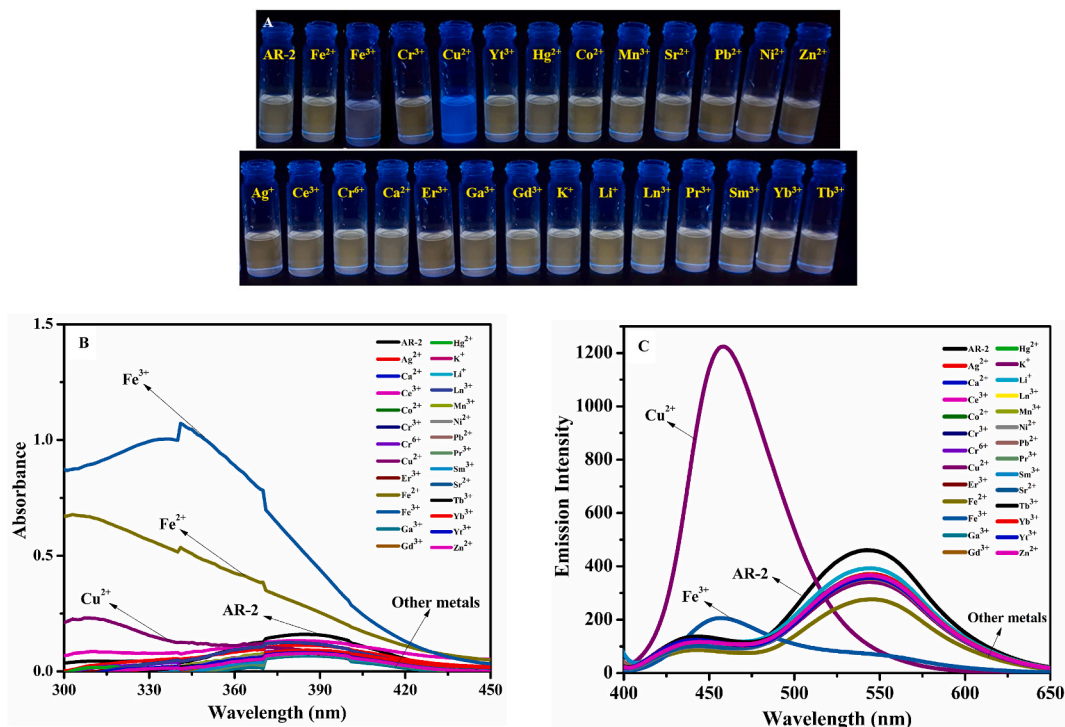 A
AR-2 Fe²⁺ Fe³⁺ Cr³⁺ Cu²⁺ Yt³⁺ Hg²⁺ Co²⁺ Mn³⁺ Sr²⁺ Pb²⁺ Ni²⁺ Zn²⁺
Ag⁺ Ce³⁺ Cr⁶⁺ Ca²⁺ Er³⁺ Ga³⁺ Gd³⁺ K⁺ Li⁺ Ln³⁺ Pr³⁺ Sm³⁺ Yb³⁺ Tb³⁺
B
Absorbance
1.5
1.0
0.5
0.0
300 330 360 390 420 450
Wavelength (nm)
Fe³⁺
Fe²⁺
Cu²⁺
AR-2
Other metals
AR-2 Hg²⁺
Ag²⁺ K⁺
Ca²⁺ Li⁺
Ce³⁺ Ln³⁺
Co²⁺ Mn³⁺
Cr³⁺ Ni²⁺
Cr⁶⁺ Pb²⁺
Cu²⁺ Pr³⁺
Er³⁺ Sm³⁺
Fe²⁺ Sr²⁺
Fe³⁺ Tb³⁺
Ga³⁺ Yb³⁺
Gd³⁺ Yt³⁺
Zn²⁺
C
Emission Intensity
1200
1000
800
600
400
200
0
400 450 500 550 600 650
Wavelength (nm)
Cu²⁺
Fe³⁺
AR-2
Other metals
AR-2 Hg²⁺
Ag²⁺ K⁺
Ca²⁺ Li⁺
Ce³⁺ Ln³⁺
Co²⁺ Mn³⁺
Cr³⁺ Ni²⁺
Cr⁶⁺ Pb²⁺
Cu²⁺ Pr³⁺
Er³⁺ Sm³⁺
Fe²⁺ Sr²⁺
Fe³⁺ Tb³⁺
Ga³⁺ Yb³⁺
Gd³⁺ Yt³⁺
Zn²⁺